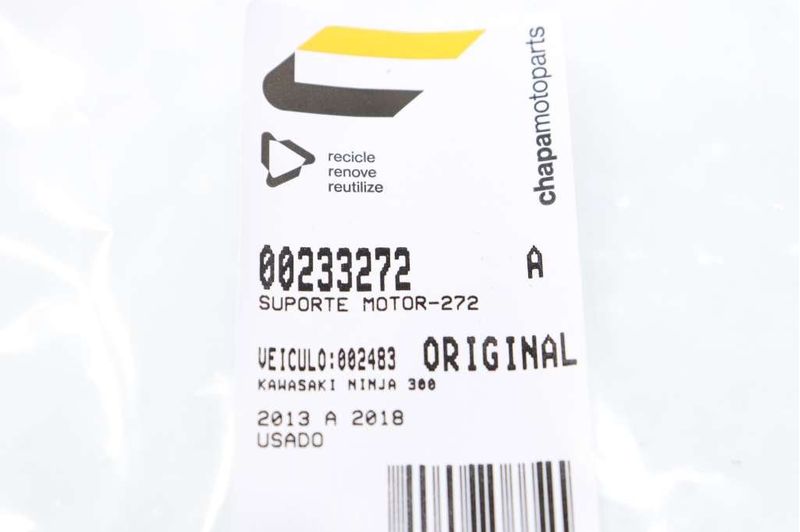 chapamotoparts
recicle
renove
reutilize
00233272 A
SUPORTE MOTOR-272
VEICULO:002483 ORIGINAL
KAWASAKI NINJA 300
2013 A 2018
USADO